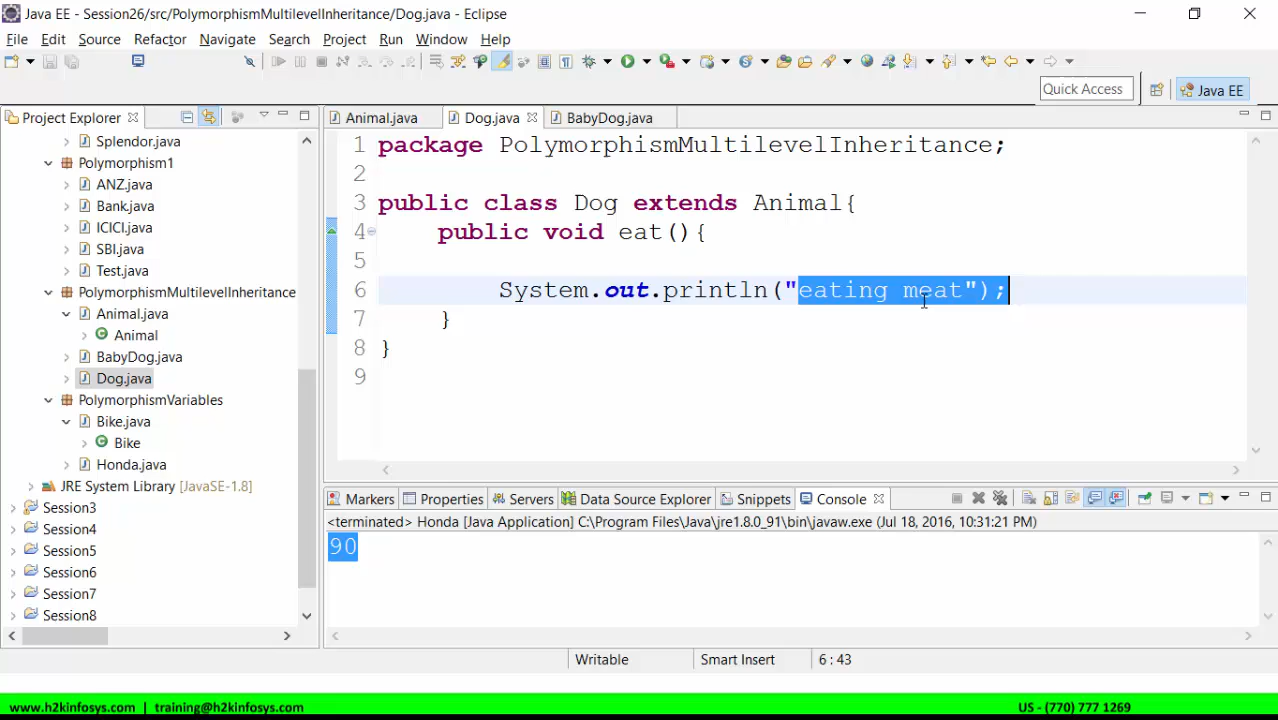 Java EE - Session26/src/PolymorphismMultilevelInheritance/Dog.java - Eclipse
File Edit Source Refactor Navigate Search Project Run Window Help
Quick Access
Java EE
Project Explorer
Splendor.java
Polymorphism1
ANZ.java
Bank.java
ICICI.java
SBI.java
Test.java
PolymorphismMultilevelInheritance
Animal.java
Animal
BabyDog.java
Dog.java
PolymorphismVariables
Bike.java
Bike
Honda.java
JRE System Library [JavaSE-1.8]
Session3
Session4
Session5
Session6
Session7
Session8
Animal.java Dog.java BabyDog.java
1 package PolymorphismMultilevelInheritance;
2
3 public class Dog extends Animal{
4 public void eat(){
5
6 System.out.println("eating meat");
7 }
8 }
9
Markers Properties Servers Data Source Explorer Snippets Console
<terminated> Honda [Java Application] C:\Program Files\Java\jre1.8.0_91\bin\javaw.exe (Jul 18, 2016, 10:31:21 PM)
90
Writable Smart Insert 6 : 43
www.h2kinfosys.com | training@h2kinfosys.com US - (770) 777 1269